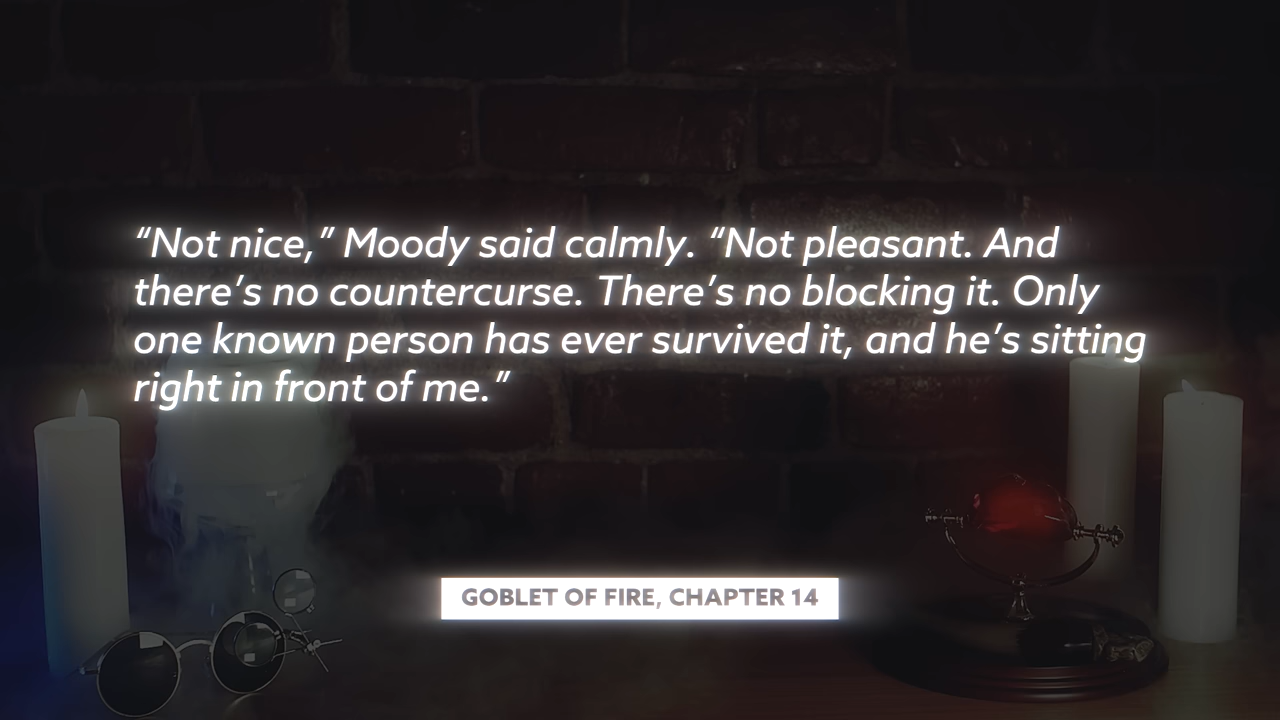 “Not nice,” Moody said calmly. “Not pleasant. And
there’s no countercurse. There’s no blocking it. Only
one known person has ever survived it, and he’s sitting
right in front of me.”
GOBLET OF FIRE, CHAPTER 14